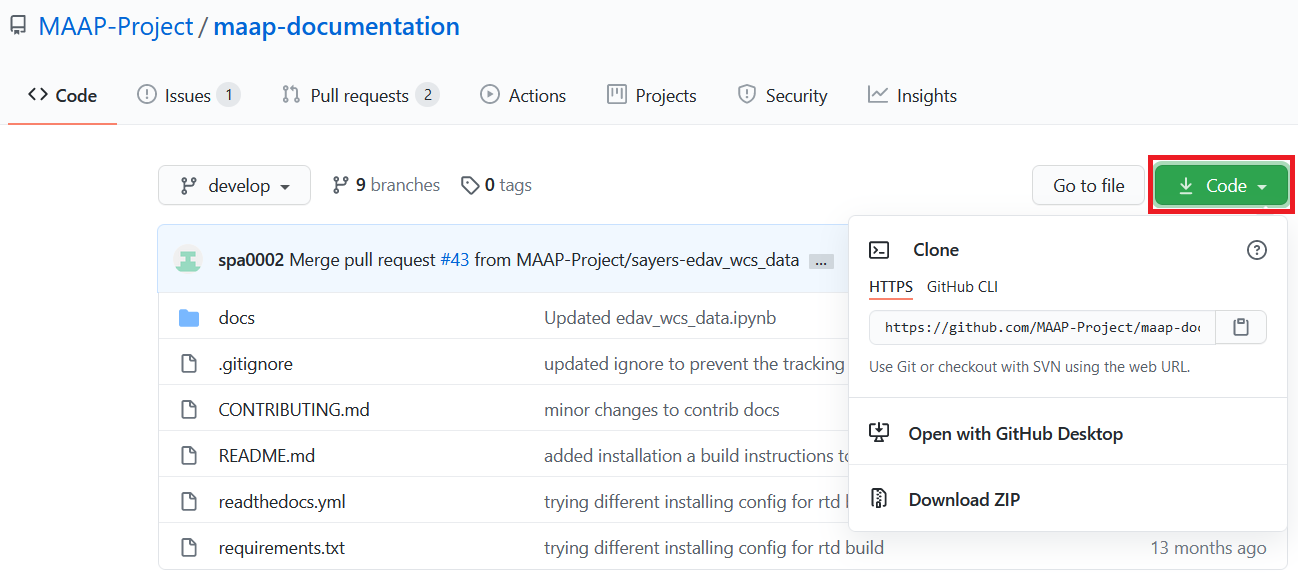 MAAP-Project / maap-documentation
Code Issues 1 Pull requests 2 Actions Projects Security Insights
develop 9 branches 0 tags Go to file Code
spa0002 Merge pull request #43 from MAAP-Project/sayers-edav_wcs_data ...
Clone ?
HTTPS GitHub CLI
docs Updated edav_wcs_data.ipynb
https://github.com/MAAP-Project/maap-doc
.gitignore updated ignore to prevent the tracking
Use Git or checkout with SVN using the web URL.
CONTRIBUTING.md minor changes to contrib docs
Open with GitHub Desktop
README.md added installation a build instructions to
readthedocs.yml trying different installing config for rtd
Download ZIP
requirements.txt trying different installing config for rtd build 13 months ago